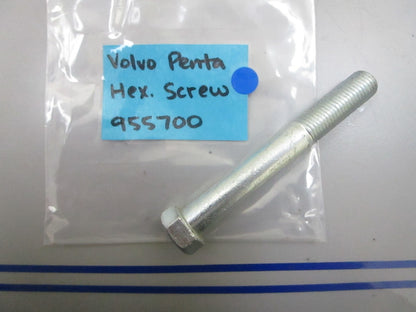 Volvo Penta
Hex. Screw
955700